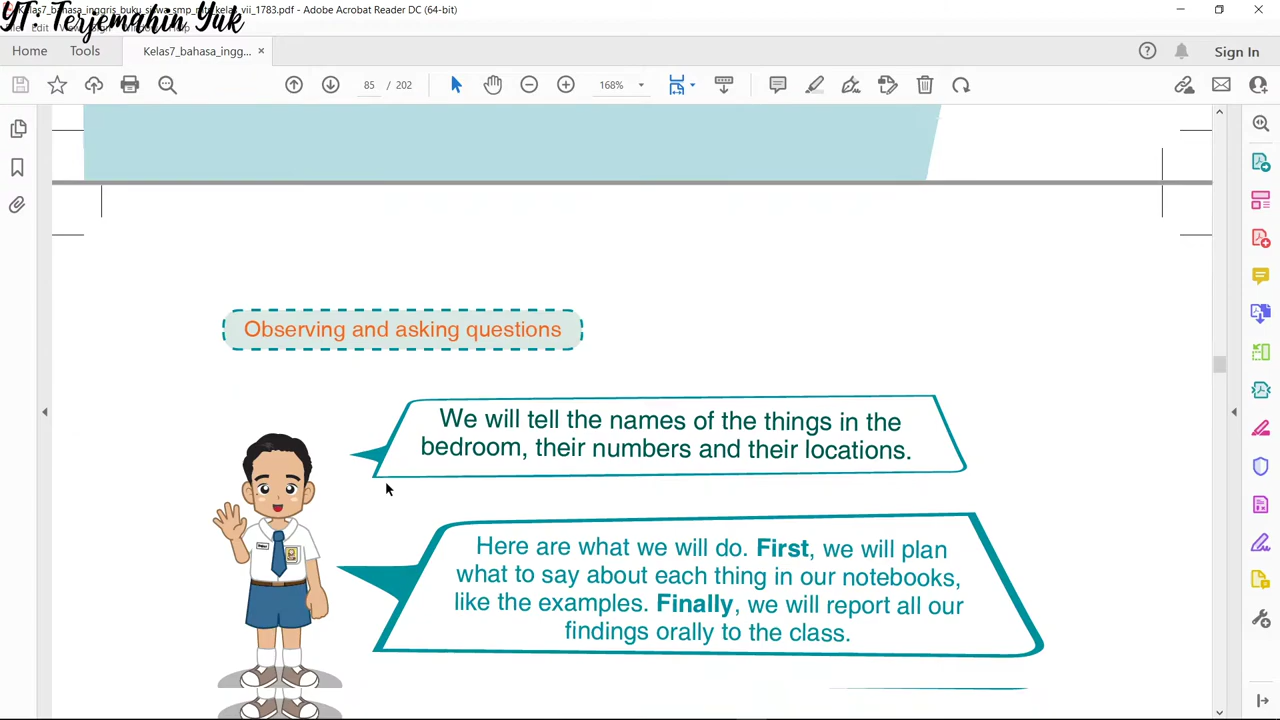 YT: Terjemahin Yuk
.pdf - Adobe Acrobat Reader DC (64-bit)
Home Tools Kelas7_bahasa_ingg... × Sign In
85 / 202 168%
Observing and asking questions
We will tell the names of the things in the
bedroom, their numbers and their locations.
Here are what we will do. First, we will plan
what to say about each thing in our notebooks,
like the examples. Finally, we will report all our
findings orally to the class.